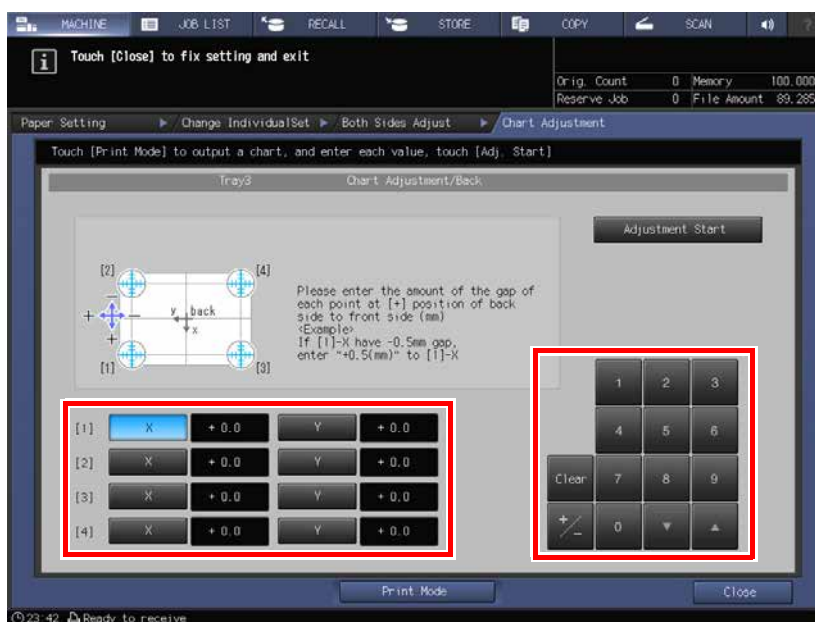 MACHINE JOB LIST RECALL STORE COPY SCAN ?
i Touch [Close] to fix setting and exit
Orig. Count 0 Memory 100.000
Reserve Job 0 File Amount 89.285
Paper Setting Change IndividualSet Both Sides Adjust Chart Adjustment
Touch [Print Mode] to output a chart, and enter each value, touch [Adj. Start]
Tray3 Chart Adjustment/Back
Adjustment Start
[2] [4]
− + − + y back x
[1] [3]
Please enter the amount of the gap of
each point at [+] position of back
side to front side (mm)
<Example>
If [1]-X have -0.5mm gap,
enter "+0.5(mm)" to [1]-X
[1] X + 0.0 Y + 0.0
[2] X + 0.0 Y + 0.0
[3] X + 0.0 Y + 0.0
[4] X + 0.0 Y + 0.0
1 2 3
4 5 6
Clear 7 8 9
+/− 0 ▼ ▲
Print Mode Close
23:42 Ready to receive